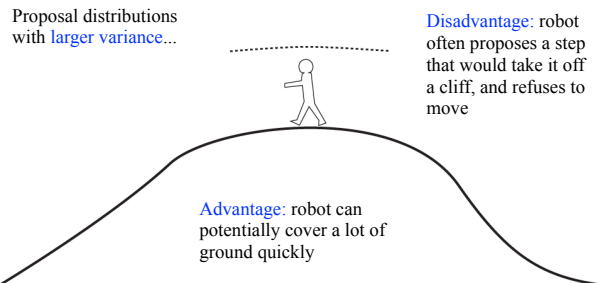 Proposal distributions
with larger variance...
Disadvantage: robot
often proposes a step
that would take it off
a cliff, and refuses to
move
Advantage: robot can
potentially cover a lot of
ground quickly